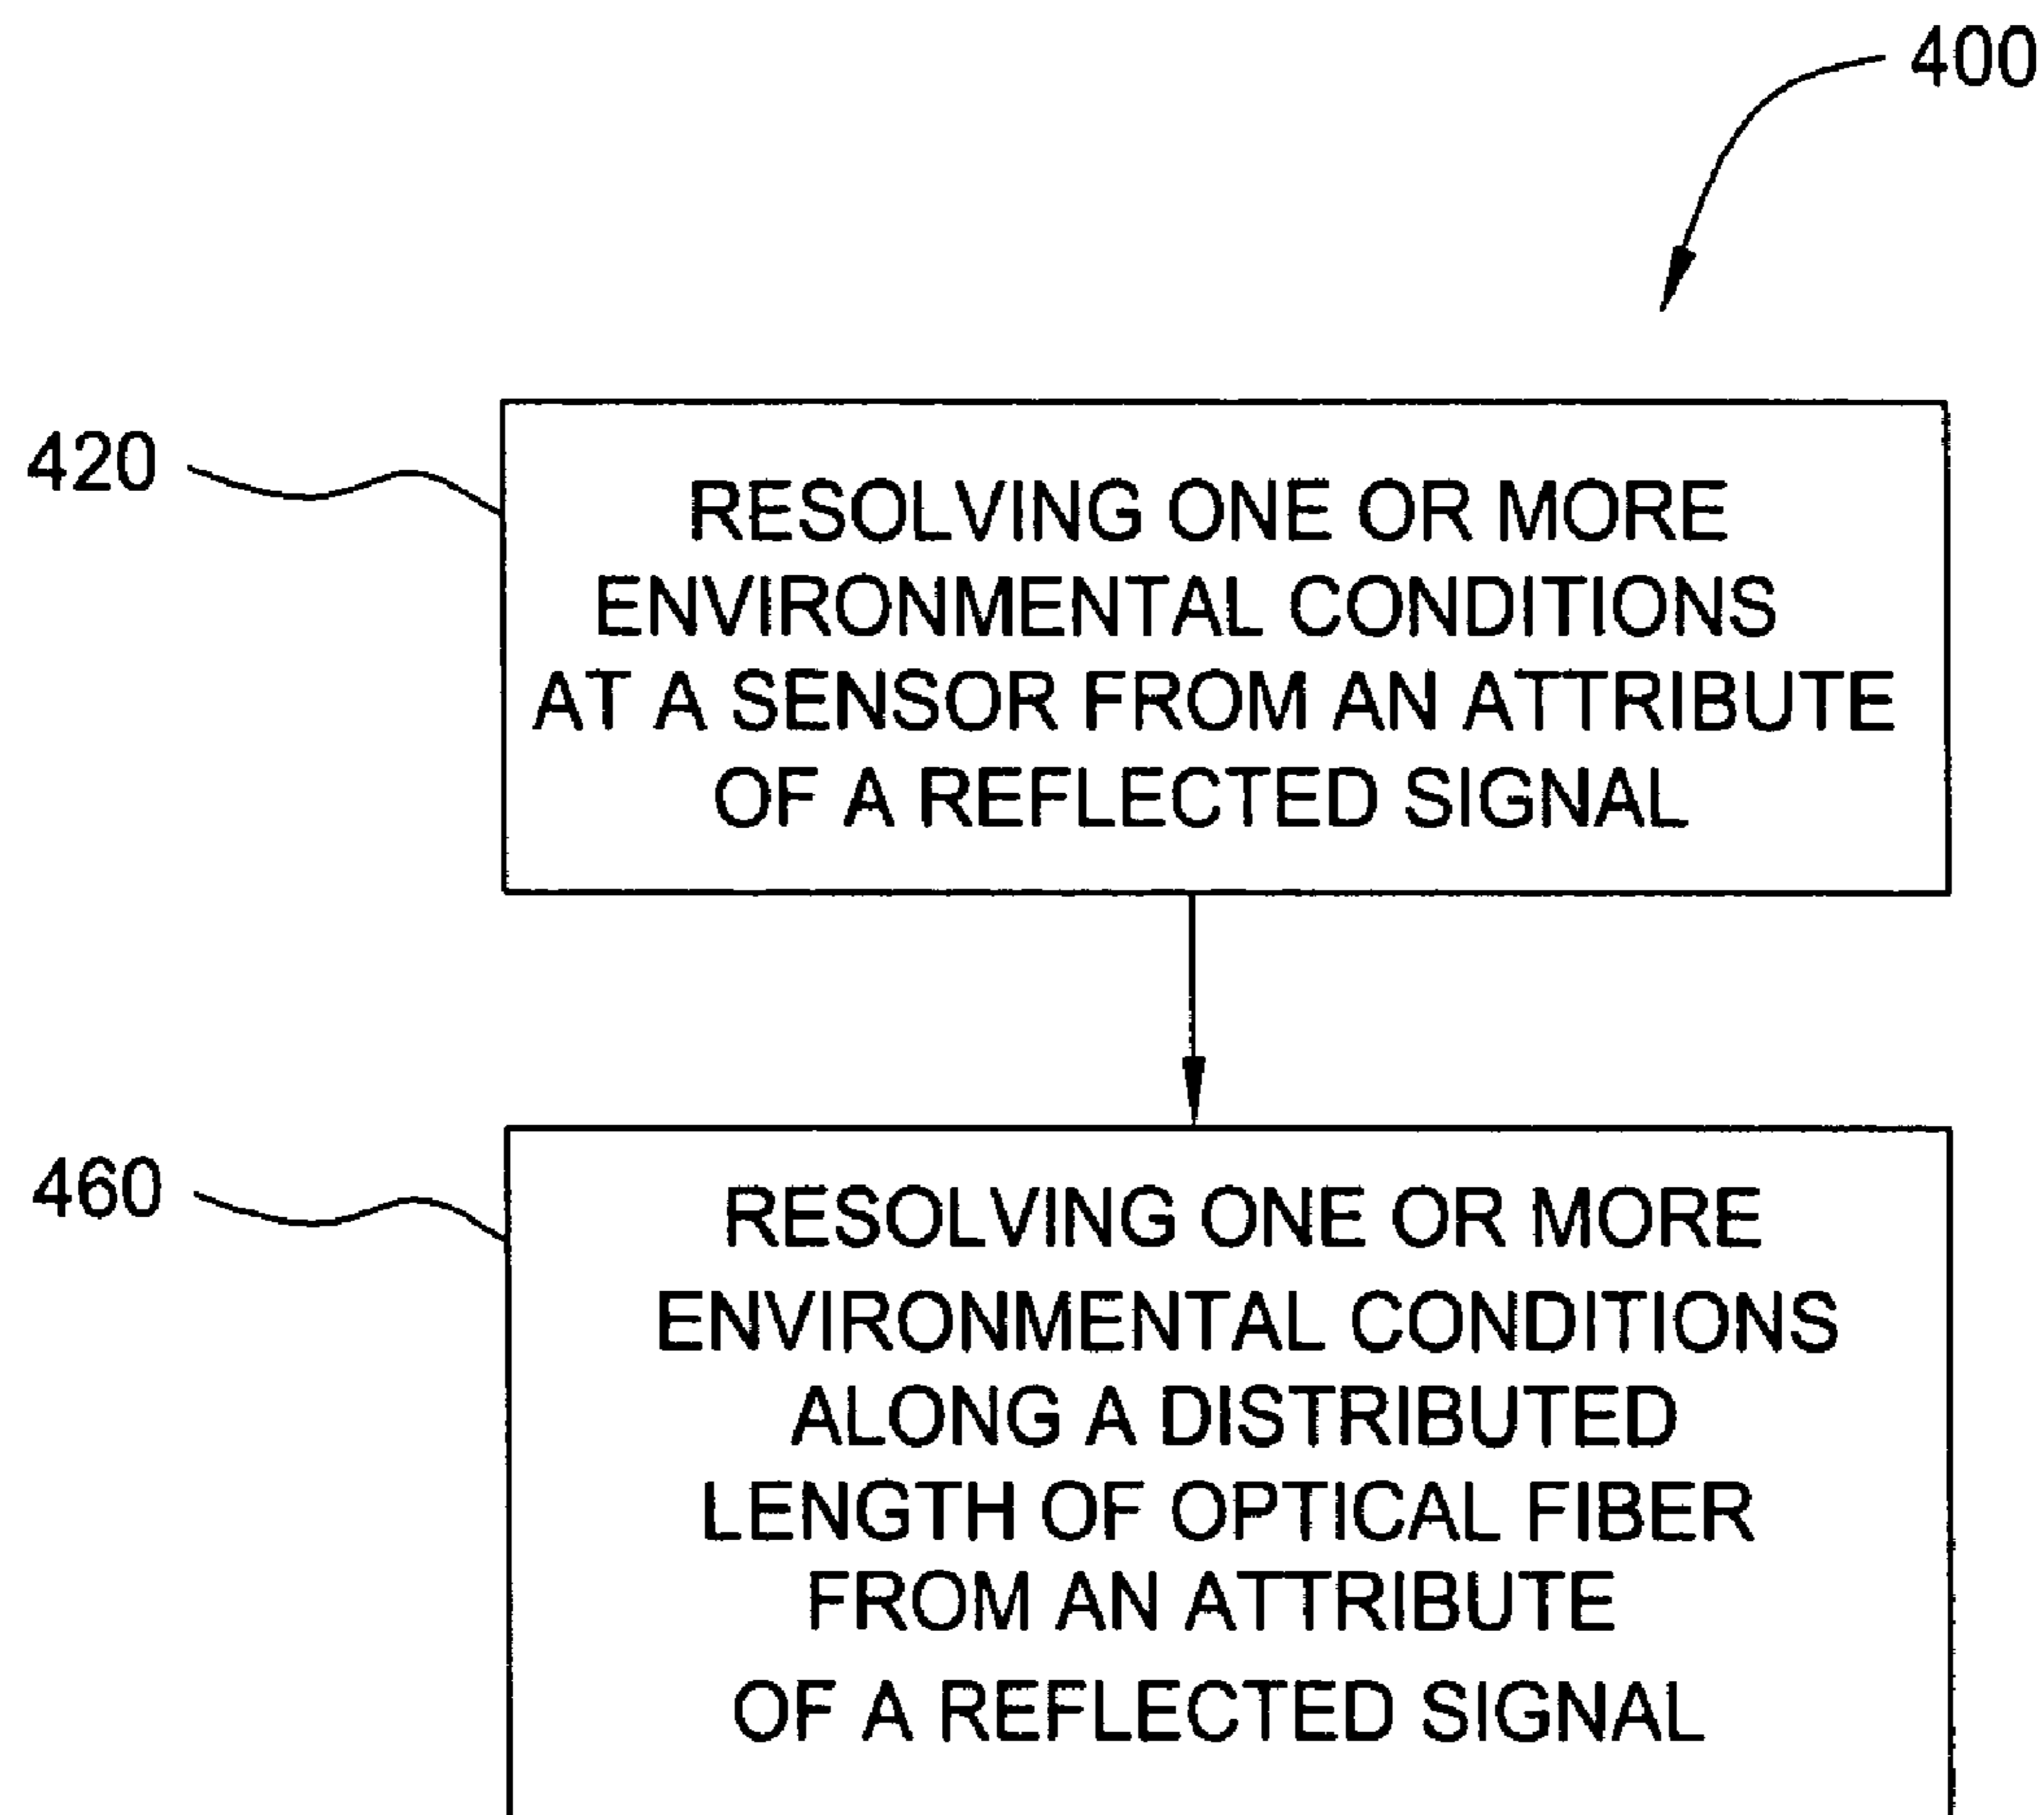 400
420
RESOLVING ONE OR MORE
ENVIRONMENTAL CONDITIONS
AT A SENSOR FROM AN ATTRIBUTE
OF A REFLECTED SIGNAL
460
RESOLVING ONE OR MORE
ENVIRONMENTAL CONDITIONS
ALONG A DISTRIBUTED
LENGTH OF OPTICAL FIBER
FROM AN ATTRIBUTE
OF A REFLECTED SIGNAL